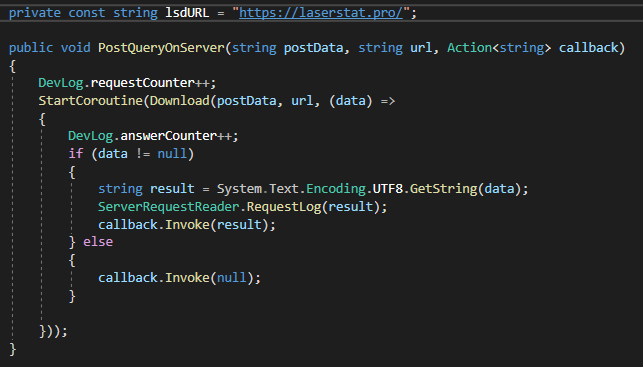 private const string lsdURL = "https://laserstat.pro/";
public void PostQueryOnServer(string postData, string url, Action<string> callback)
{
DevLog.requestCounter++;
StartCoroutine(Download(postData, url, (data) =>
{
DevLog.answerCounter++;
if (data != null)
{
string result = System.Text.Encoding.UTF8.GetString(data);
ServerRequestReader.RequestLog(result);
callback.Invoke(result);
} else
{
callback.Invoke(null);
}
}));
}